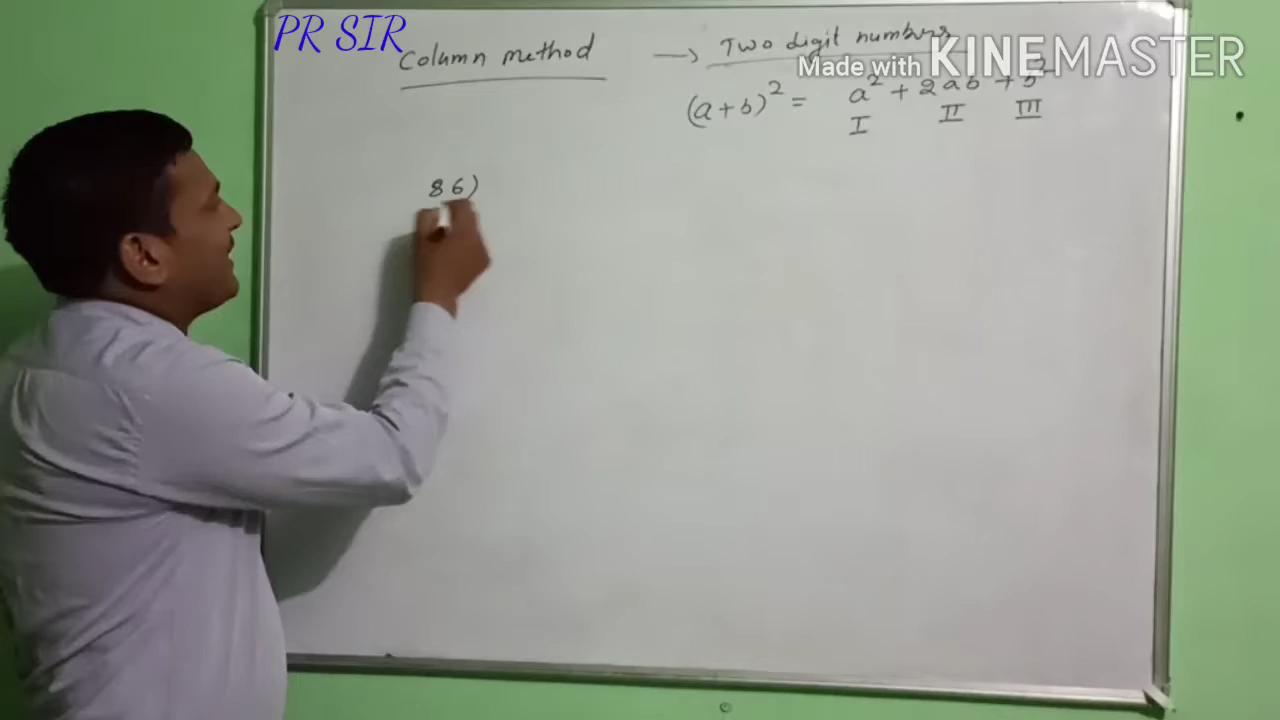 PR SIR
Column method → Two digit numbers
Made with KINEMASTER
(a+b)² = a² + 2ab + b²
I II III
86)